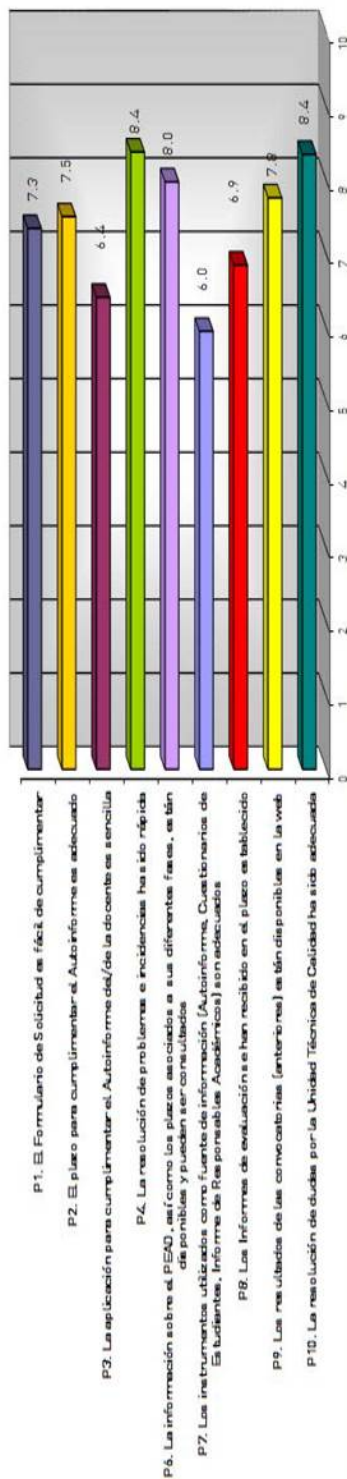 P1. El Formulario de Solicitud es fácil de cumplimentar
P2. El plazo para cumplimentar el Autoinforme es adecuado
P3. La aplicación para cumplimentar el Autoinforme del/de la docente es sencilla
P4. La resolución de problemas e incidencias ha sido rápida
P6. La información sobre el PEAD, así como los plazos asociados a sus diferentes fases, están
disponibles y pueden ser consultados
P7. Los instrumentos utilizados como fuente de información (Autoinforme, Cuestionarios de
Estudiantes, Informe de Responsables Académicos) son adecuados
P8. Los Informes de evaluación se han recibido en el plazo establecido
P9. Los resultados de las convocatorias (anteriores) están disponibles en la web
P10. La resolución de dudas por la Unidad Técnica de Calidad ha sido adecuada
7.3
7.5
6.4
8.4
8.0
6.0
6.9
7.8
8.4
0
1
2
3
4
5
6
7
8
9
10